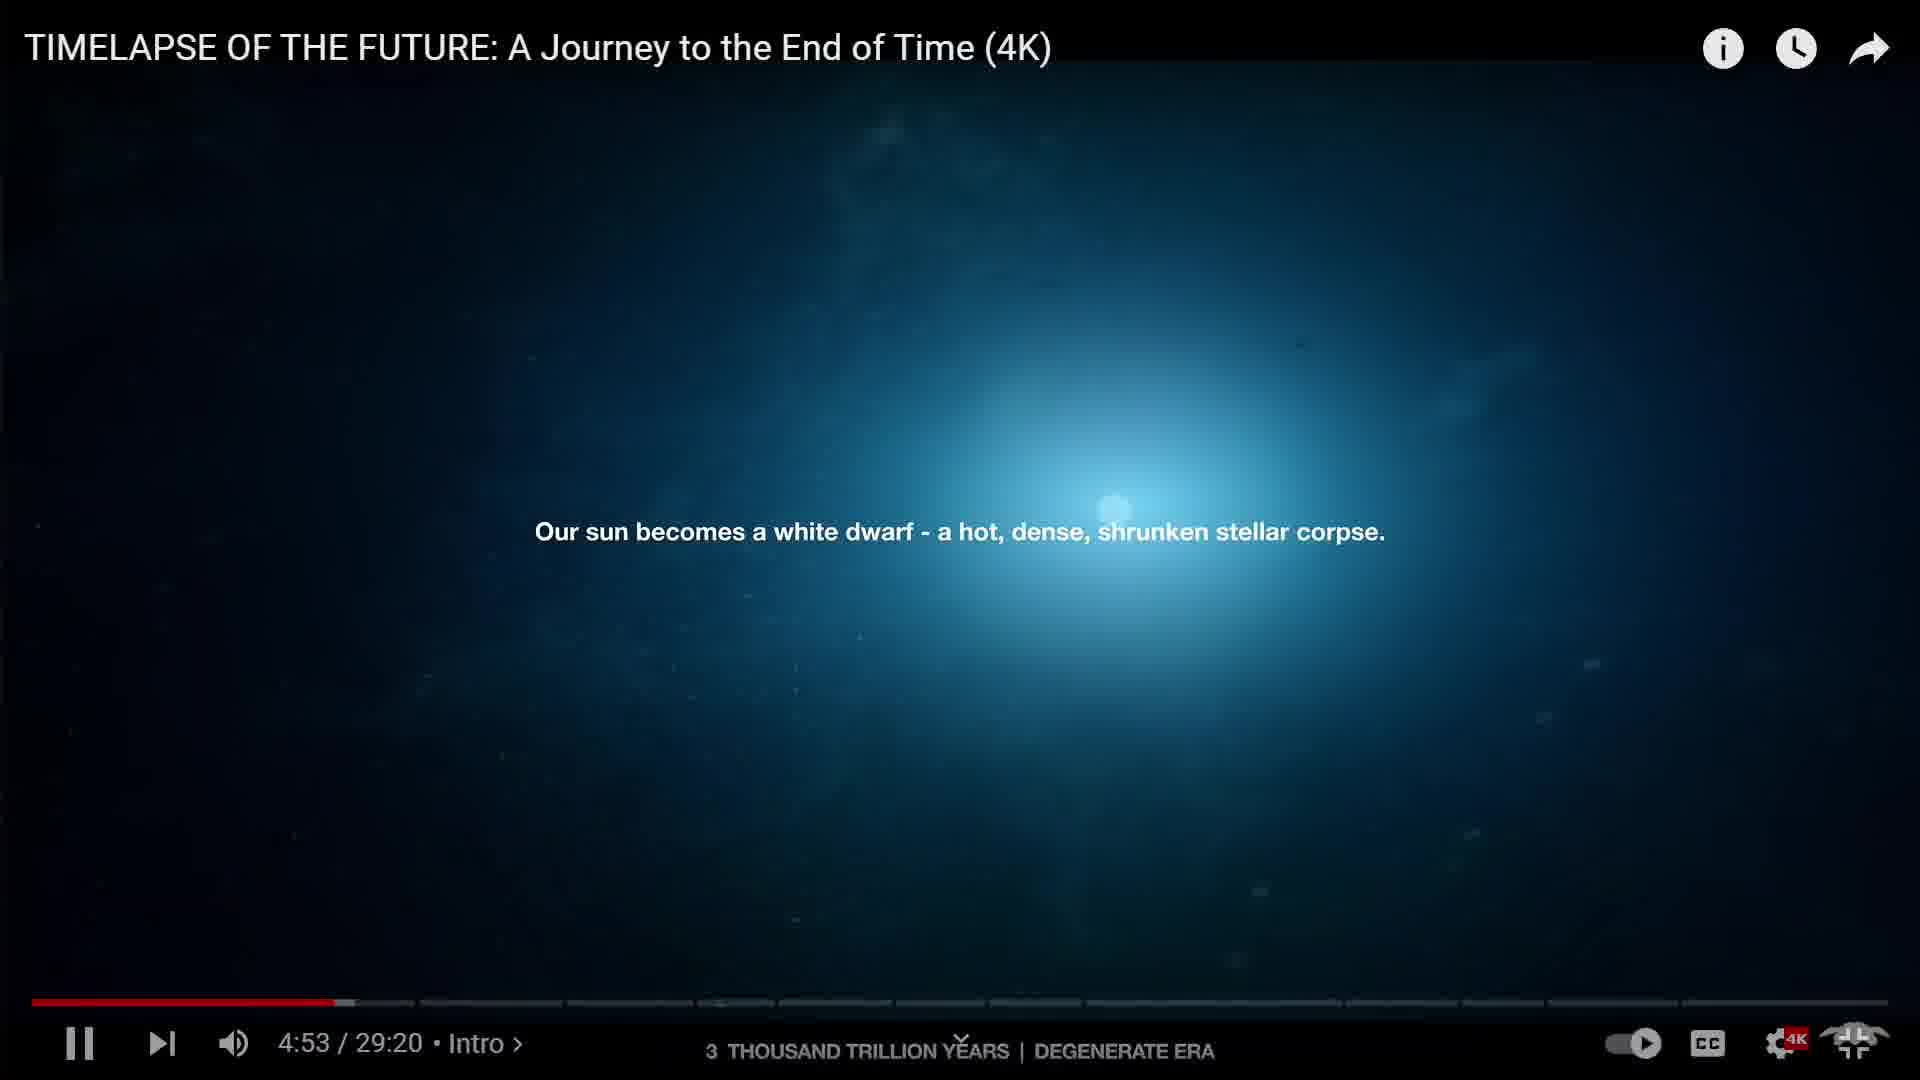 TIMELAPSE OF THE FUTURE: A Journey to the End of Time (4K)
Our sun becomes a white dwarf - a hot, dense, shrunken stellar corpse.
4:53 / 29:20 • Intro
3 THOUSAND TRILLION YEARS | DEGENERATE ERA
CC
4K